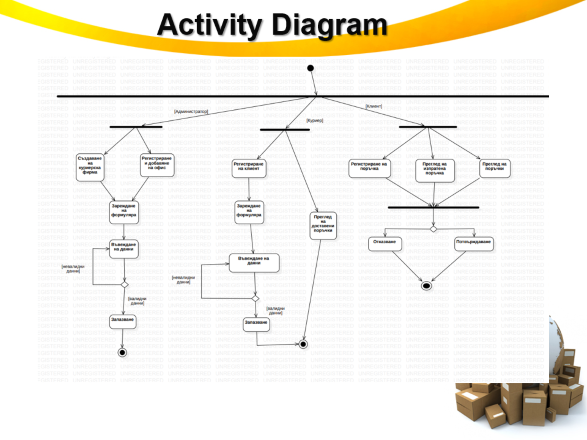 Activity Diagram
[Администратор]
[Куриер]
[Клиент]
Създаване
на
куриерска
фирма
Регистриране
и добавяне
на офис
Регистриране
на клиент
Регистриране на
поръчка
Преглед на
изпратена
поръчка
Преглед на
поръчки
Зареждане
на
формуляра
Зареждане
на
формуляра
Преглед
на
доставени
поръчки
Въвеждане
на данни
Въвеждане на
данни
Отказване
Потвърждаване
[невалидни
данни]
[невалидни
данни]
[валидни
данни]
[валидни
данни]
Запазване
Запазване